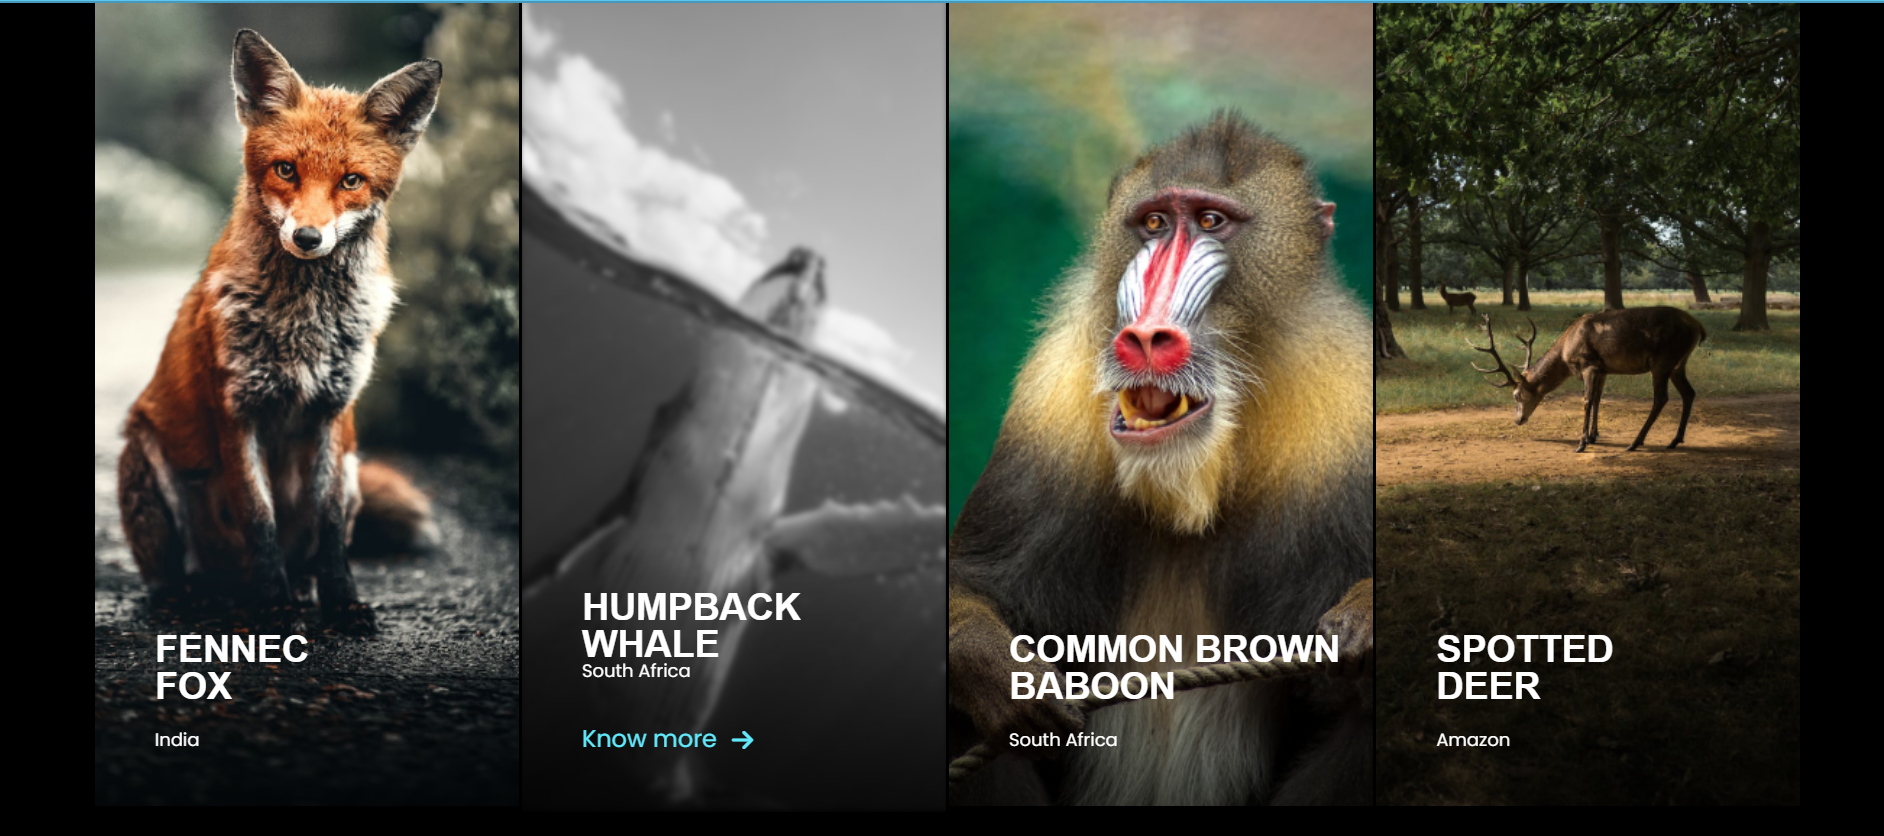 FENNEC
FOX
India
HUMPBACK
WHALE
South Africa
Know more
COMMON BROWN
BABOON
South Africa
SPOTTED
DEER
Amazon